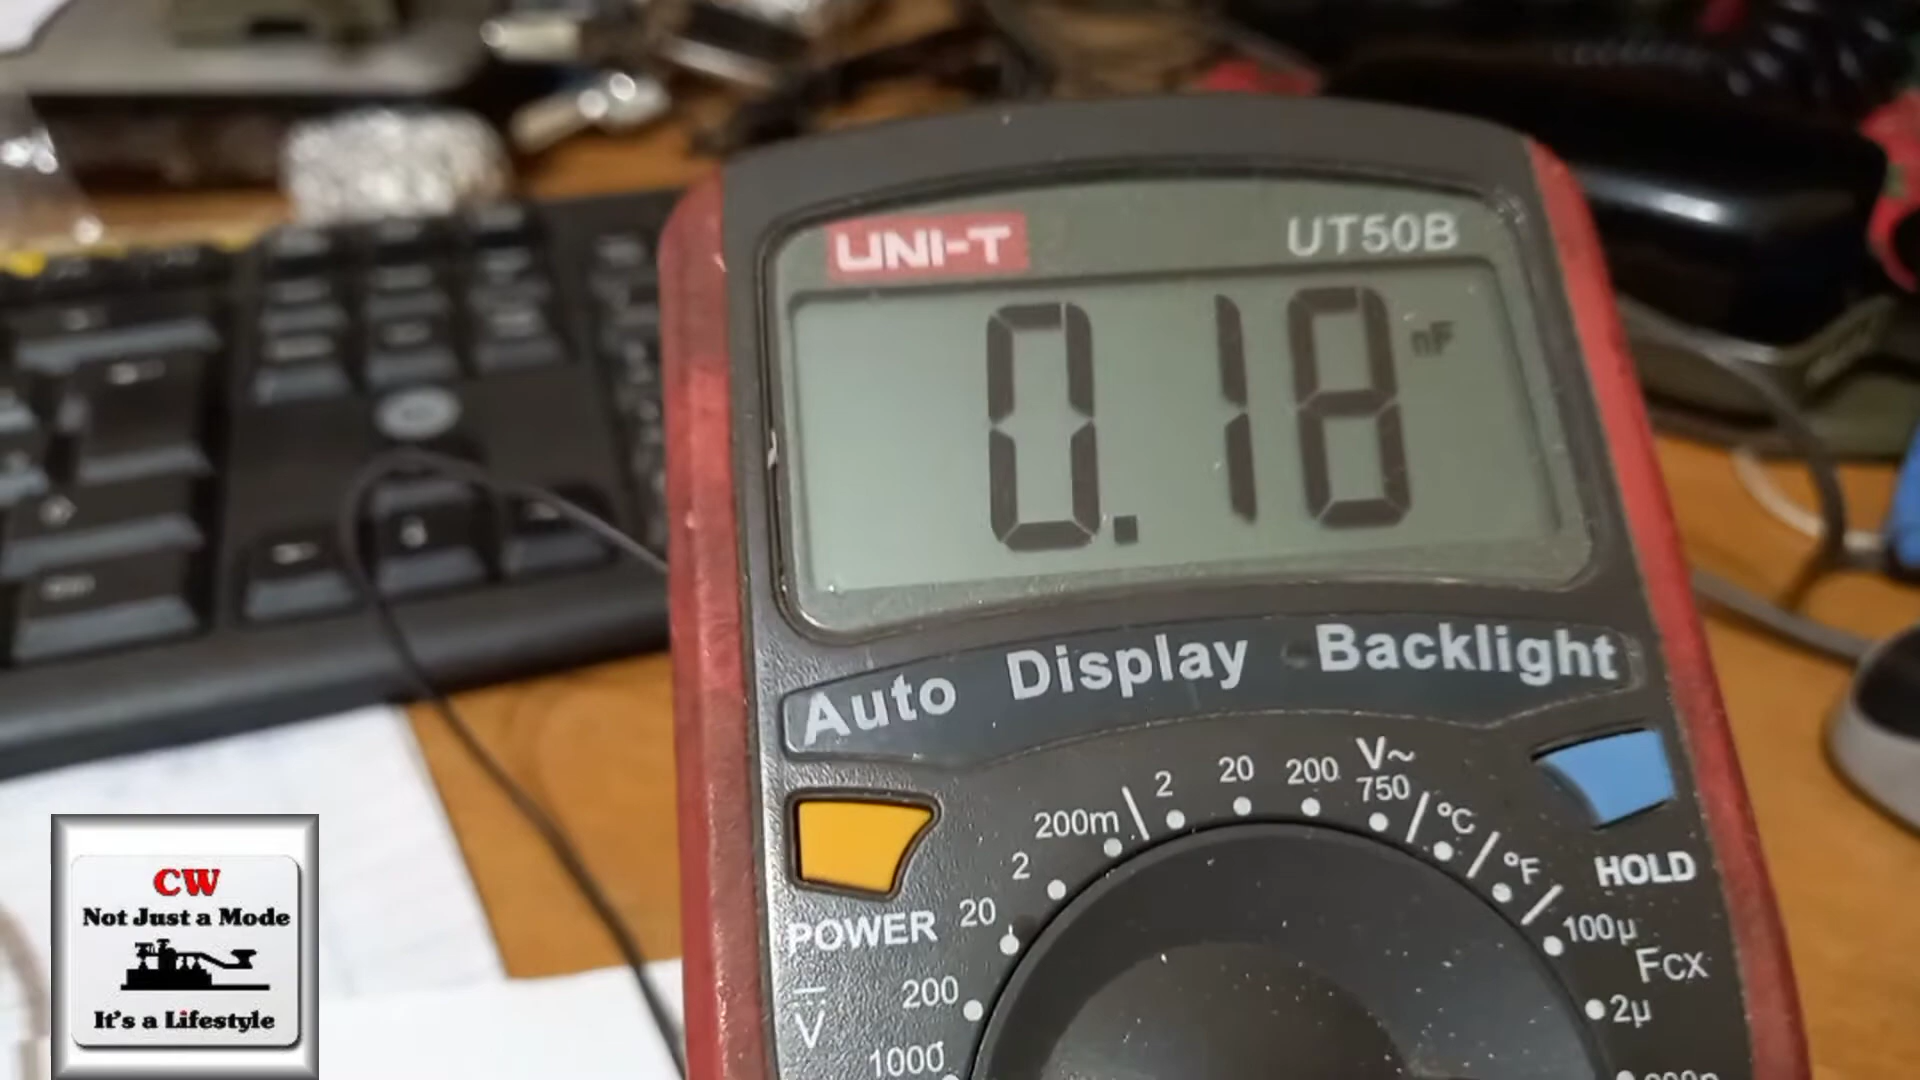 UNI-T
UT50B
0.18 nF
Auto Display Backlight
POWER
HOLD
V~
200m
2
20
200
750
°C
°F
100µ
Fcx
2µ
2
20
200
1000
V
CW
Not Just a Mode
It's a Lifestyle